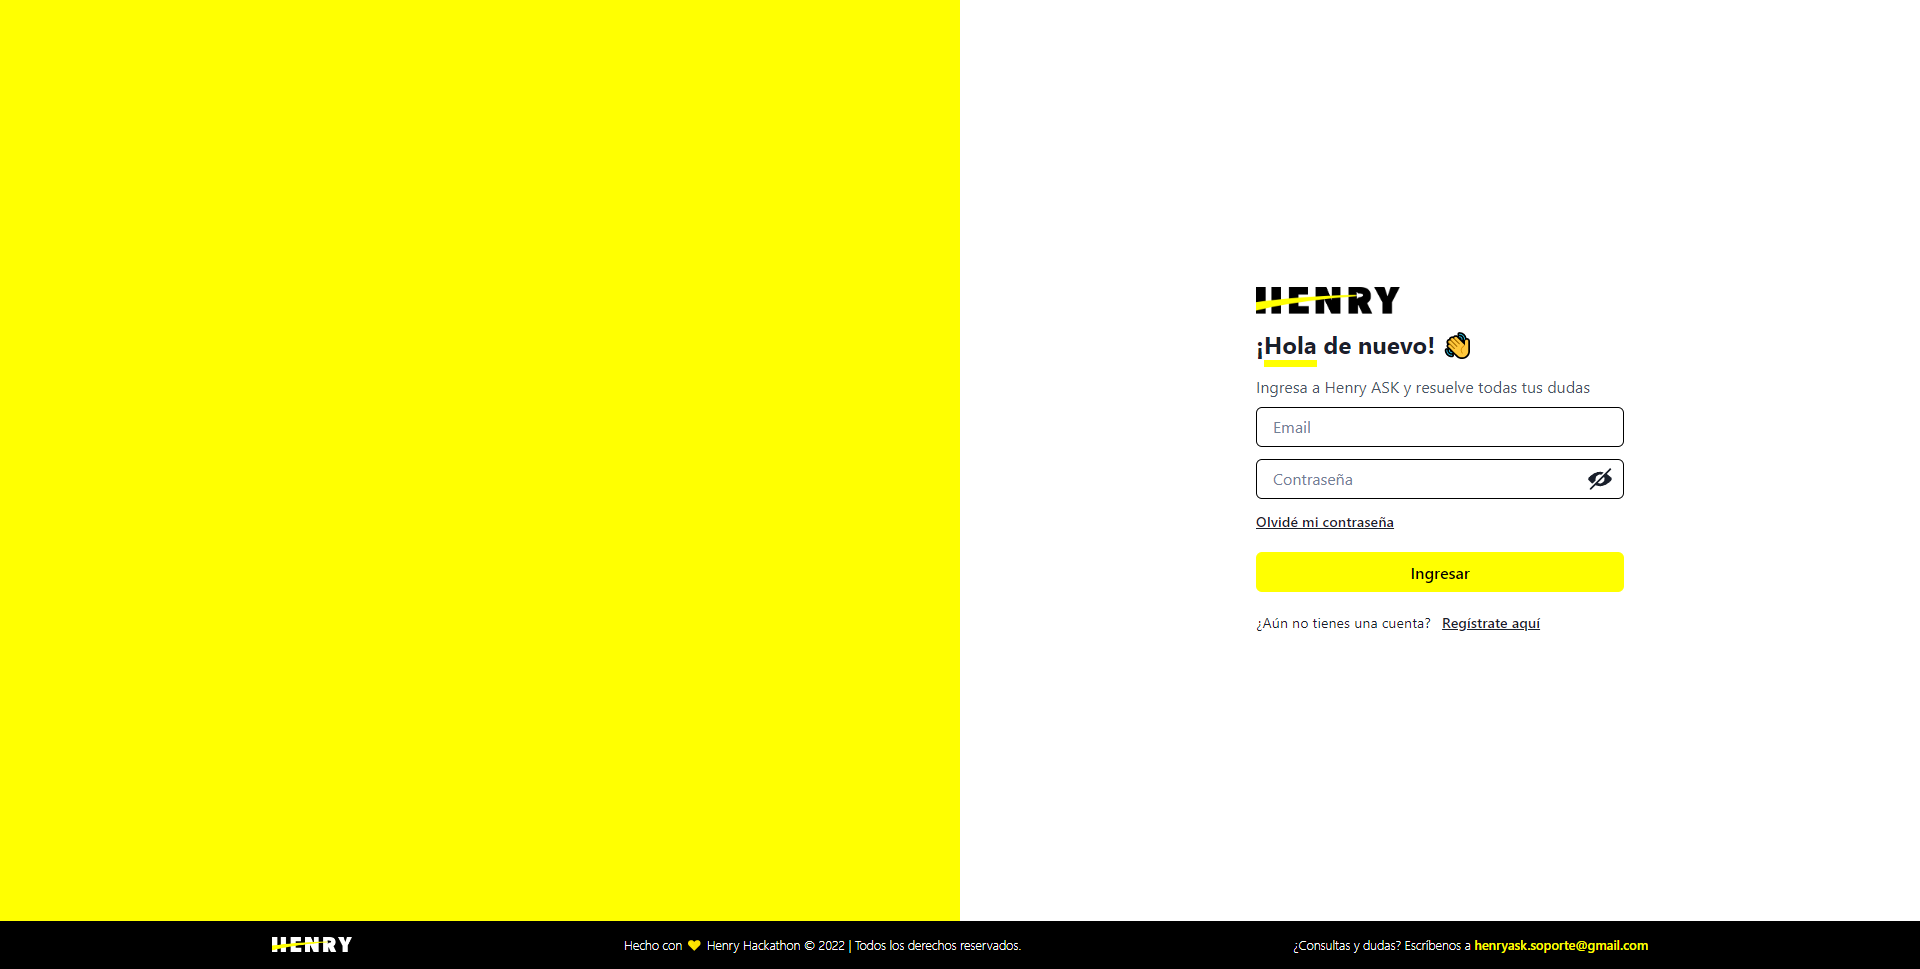 HENRY
¡Hola de nuevo! 👋
Ingresa a Henry ASK y resuelve todas tus dudas
Email
Contraseña
Olvidé mi contraseña
Ingresar
¿Aún no tienes una cuenta? Regístrate aquí
HENRY
Hecho con 💛 Henry Hackathon © 2022 | Todos los derechos reservados.
¿Consultas y dudas? Escríbenos a henryask.soporte@gmail.com